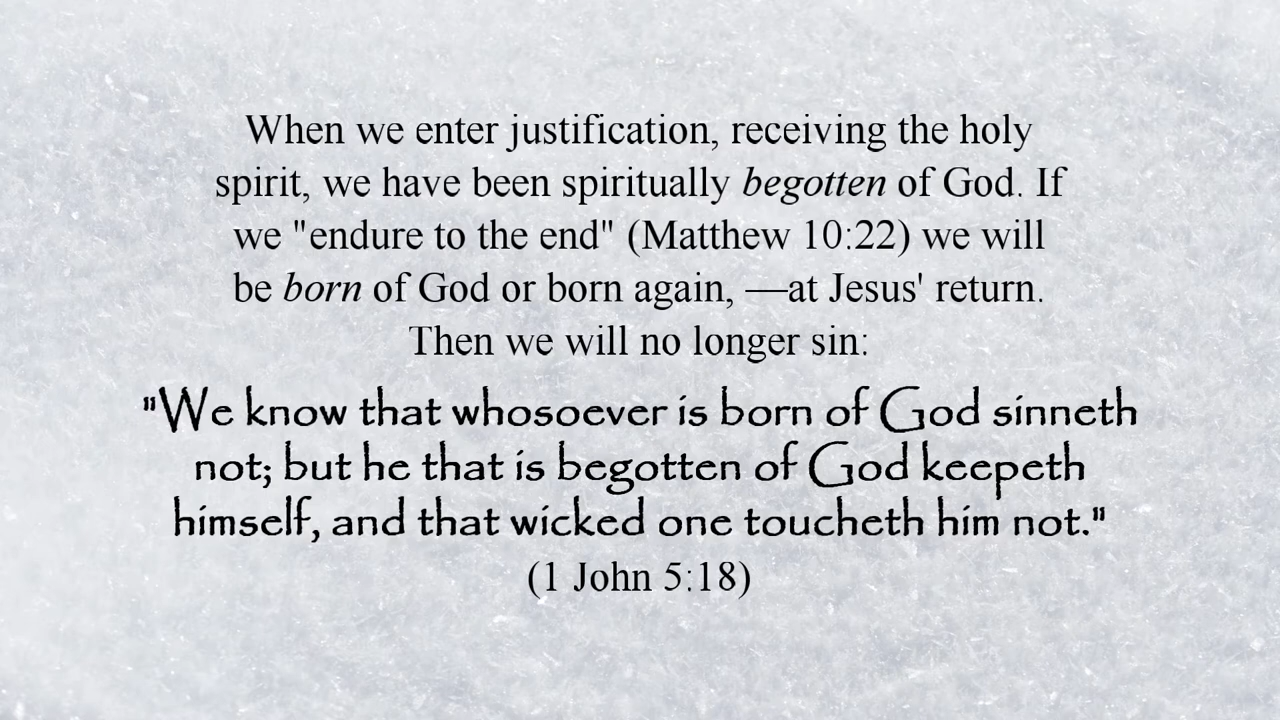 When we enter justification, receiving the holy
spirit, we have been spiritually begotten of God. If
we "endure to the end" (Matthew 10:22) we will
be born of God or born again, —at Jesus' return.
Then we will no longer sin:
"We know that whosoever is born of God sinneth
not; but he that is begotten of God keepeth
himself, and that wicked one toucheth him not."
(1 John 5:18)